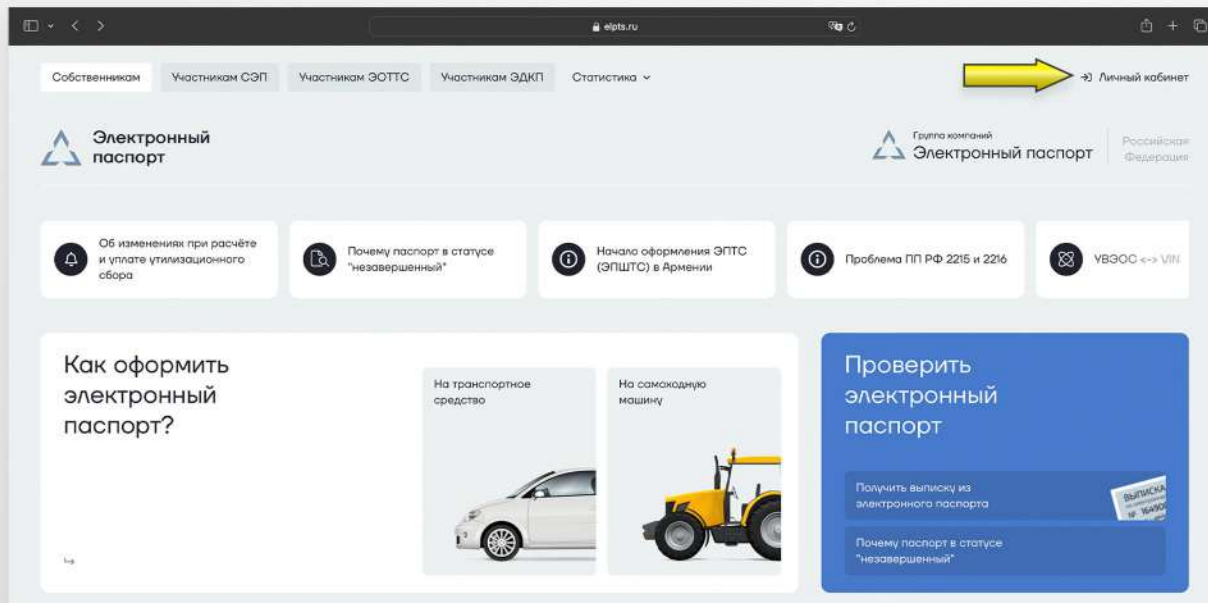 elpts.ru
Собственникам
Участникам СЭП
Участникам ЭОТТС
Участникам ЭДКП
Статистика
Личный кабинет
Электронный
паспорт
Группа компаний
Электронный паспорт
Российская
Федерация
Об изменениях при расчёте
и уплате утилизационного
сбора
Почему паспорт в статусе
"незавершенный"
Начало оформления ЭПТС
(ЭПШТС) в Армении
Проблема ПП РФ 2215 и 2216
УВЭОС <-> VIN
Как оформить
электронный
паспорт?
На транспортное
средство
На самоходную
машину
Проверить
электронный
паспорт
Получить выписку из
электронного паспорта
ВЫПИСКА
Почему паспорт в статусе
"незавершенный"